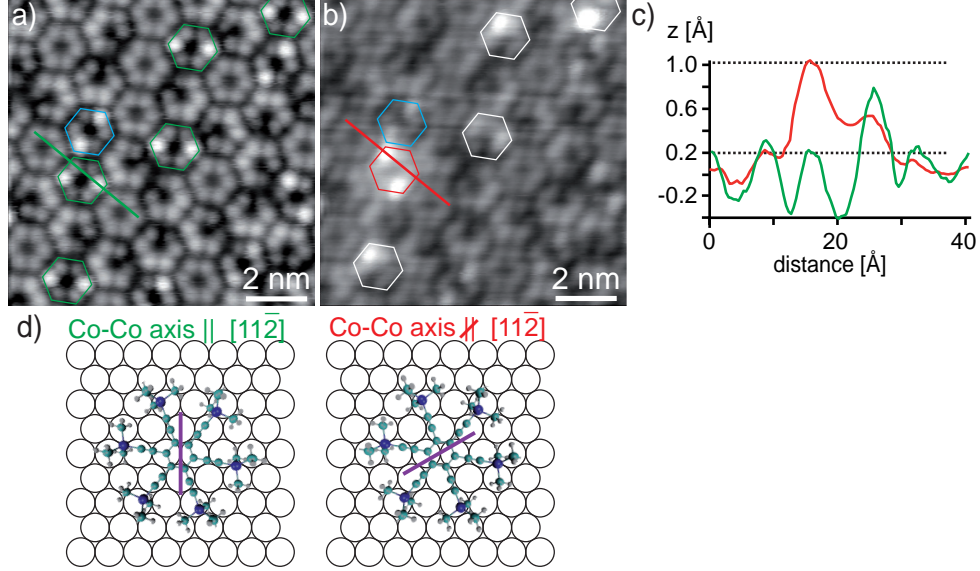 a)
2 nm
b)
2 nm
c)
z [Å]
1.0
0.6
0.2
-0.2
0
20
40
distance [Å]
d)
Co-Co axis || [112̅]
Co-Co axis ∦ [112̅]